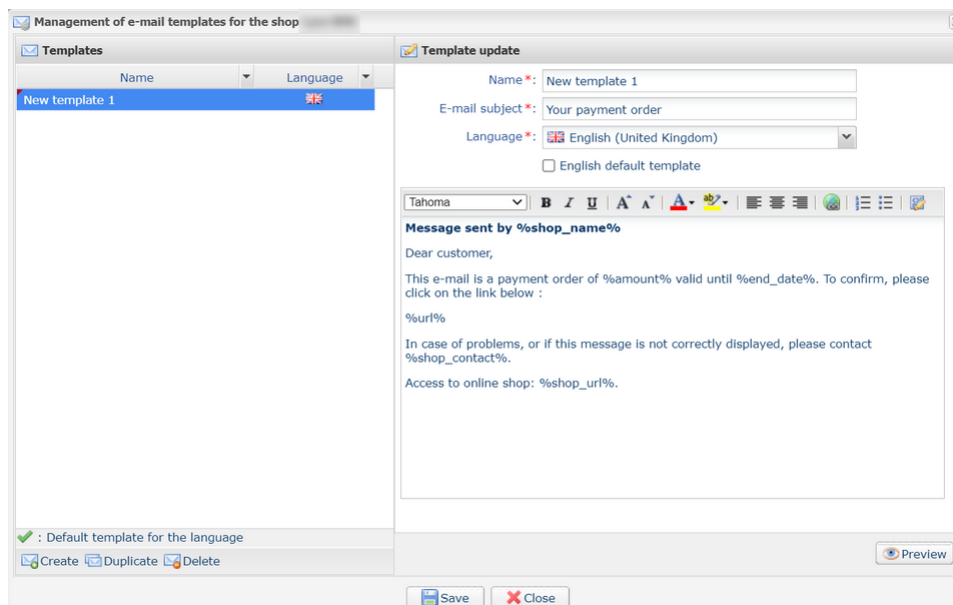 Management of e-mail templates for the shop
Templates
Name
Language
New template 1
: Default template for the language
Create Duplicate Delete
Template update
Name*: New template 1
E-mail subject*: Your payment order
Language*: English (United Kingdom)
English default template
Tahoma B I U A A A ab
Message sent by %shop_name%
Dear customer,
This e-mail is a payment order of %amount% valid until %end_date%. To confirm, please
click on the link below :
%url%
In case of problems, or if this message is not correctly displayed, please contact
%shop_contact%.
Access to online shop: %shop_url%.
Preview
Save Close